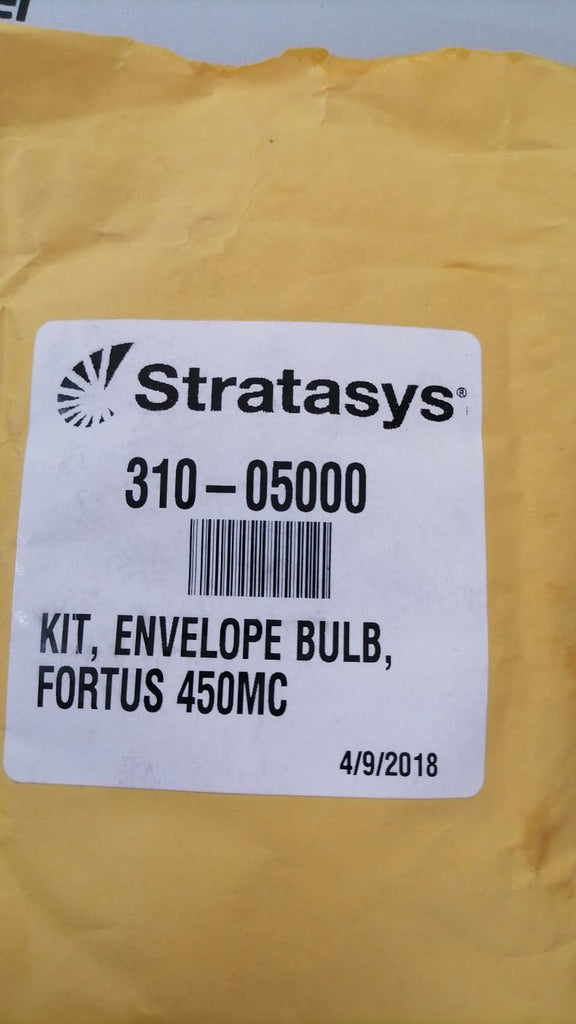 Stratasys®
310-05000
KIT, ENVELOPE BULB,
FORTUS 450MC
4/9/2018